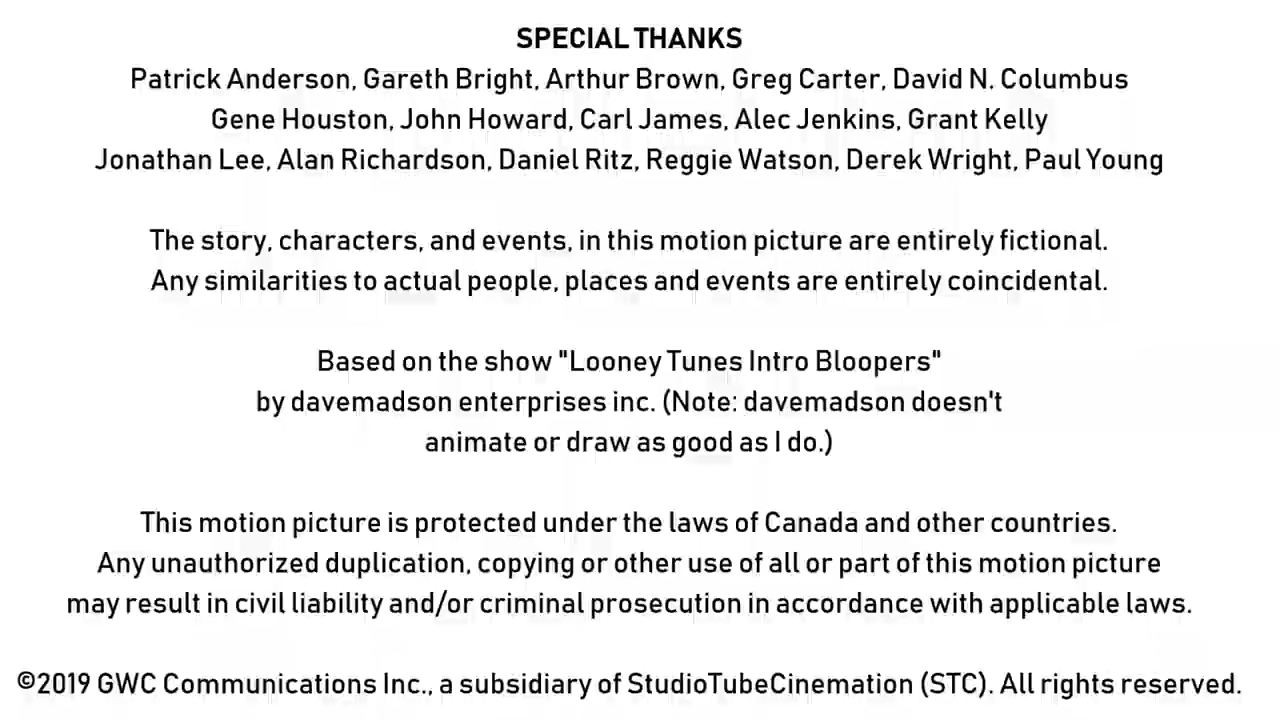 SPECIAL THANKS
Patrick Anderson, Gareth Bright, Arthur Brown, Greg Carter, David N. Columbus
Gene Houston, John Howard, Carl James, Alec Jenkins, Grant Kelly
Jonathan Lee, Alan Richardson, Daniel Ritz, Reggie Watson, Derek Wright, Paul Young
The story, characters, and events, in this motion picture are entirely fictional.
Any similarities to actual people, places and events are entirely coincidental.
Based on the show "Looney Tunes Intro Bloopers"
by davemadson enterprises inc. (Note: davemadson doesn't
animate or draw as good as I do.)
This motion picture is protected under the laws of Canada and other countries.
Any unauthorized duplication, copying or other use of all or part of this motion picture
may result in civil liability and/or criminal prosecution in accordance with applicable laws.
©2019 GWC Communications Inc., a subsidiary of StudioTubeCinemation (STC). All rights reserved.